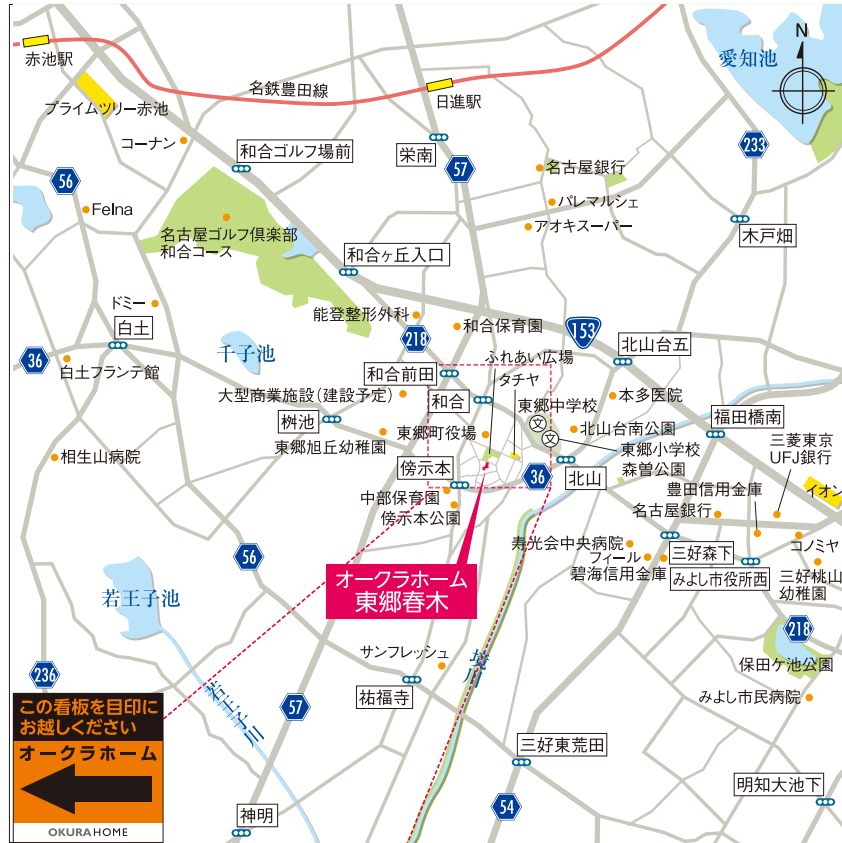 赤池駅
名鉄豊田線
日進駅
愛知池
N
プライムツリー赤池
コーナン
和合ゴルフ場前
栄南
57
233
名古屋銀行
56
Felna
パレマルシェ
アオキスーパー
木戸畑
名古屋ゴルフ倶楽部
和合コース
和合ヶ丘入口
ドミー
能登整形外科
和合保育園
153
白土
218
北山台五
36
千子池
ふれあい広場
白土フランテ館
和合前田
タチヤ
大型商業施設(建設予定)
和合
本多医院
東郷中学校
桝池
文
北山台南公園
福田橋南
東郷町役場
文
東郷旭丘幼稚園
東郷小学校
三菱東京
UFJ銀行
相生山病院
傍示本
森曽公園
36
北山
豊田信用金庫
イオン
中部保育園
傍示本公園
名古屋銀行
56
寿光会中央病院
フィール
碧海信用金庫
三好森下
コノミヤ
みよし市役所西
三好桃山
幼稚園
オークラホーム
東郷春木
若王子池
218
サンフレッシュ
境川
保田ケ池公園
236
若王子川
祐福寺
みよし市民病院
この看板を目印に
お越しください
57
オークラホーム
三好東荒田
明知大池下
54
神明
OKURA HOME